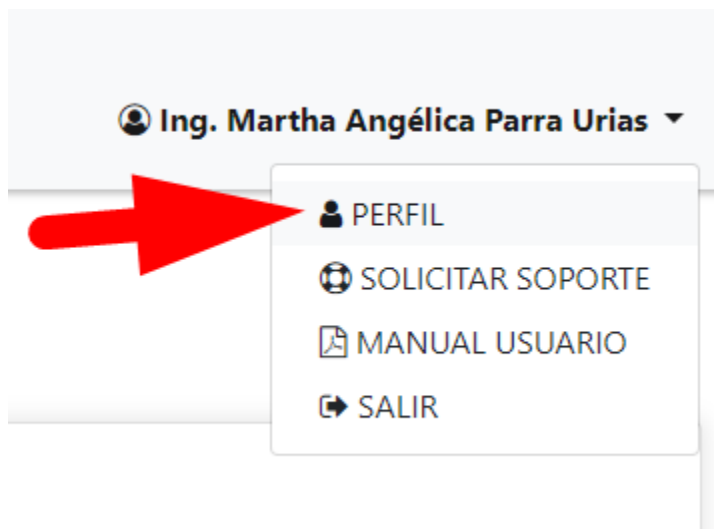 Ing. Martha Angélica Parra Urias
PERFIL
SOLICITAR SOPORTE
MANUAL USUARIO
SALIR